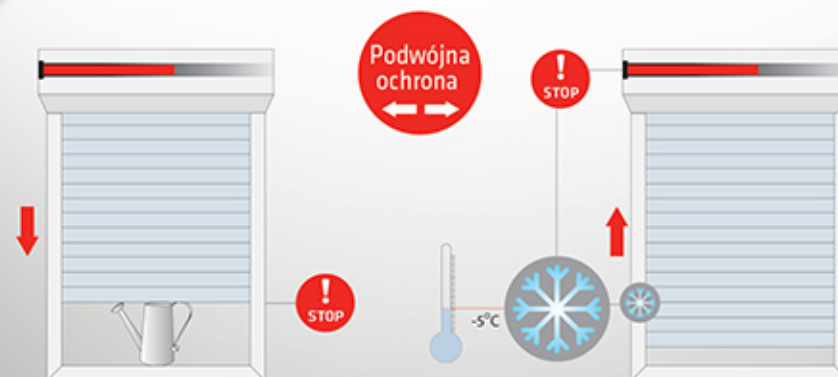 Podwójna
ochrona
!
STOP
!
STOP
-5°C